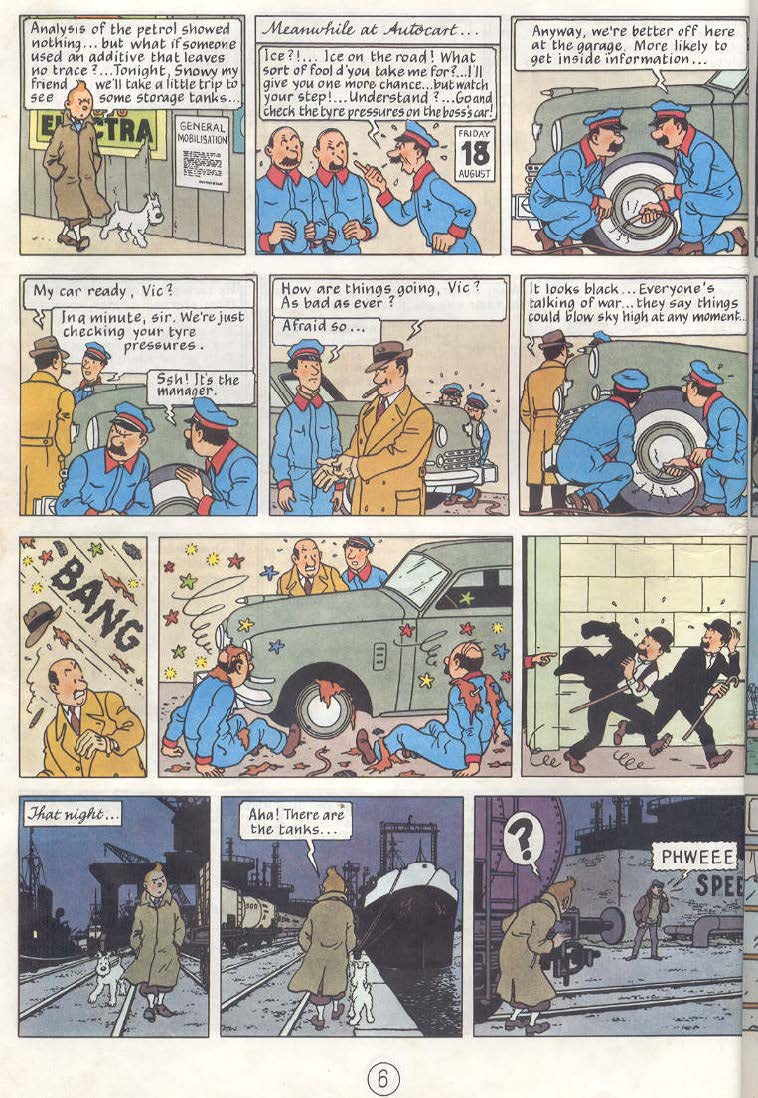 Analysis of the petrol showed
nothing... but what if someone
used an additive that leaves
no trace?...Tonight, Snowy my
friend we'll take a little trip to
see some storage tanks...
GENERAL
MOBILISATION
Meanwhile at Autocart...
Ice?!... Ice on the road! What
sort of fool d'you take me for?...I'll
give you one more chance...but watch
your step!...Understand?...Go and
check the tyre pressures on the boss's car!
FRIDAY
18
AUGUST
Anyway, we're better off here
at the garage. More likely to
get inside information...
My car ready, Vic?
In a minute, sir. We're just
checking your tyre
pressures.
Ssh! It's the
manager.
How are things going, Vic?
As bad as ever?
Afraid so...
It looks black... Everyone's
talking of war...they say things
could blow sky high at any moment...
BANG
That night...
Aha! There are
the tanks...
?
PHWEEE
SPEE
6